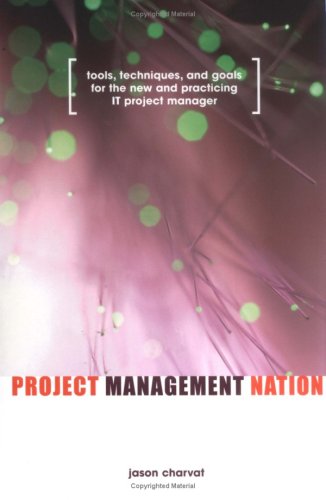 Copyrighted Material
[ tools, techniques, and goals
for the new and practicing
IT project manager ]
PROJECT MANAGEMENT NATION
jason charvat
Copyrighted Material